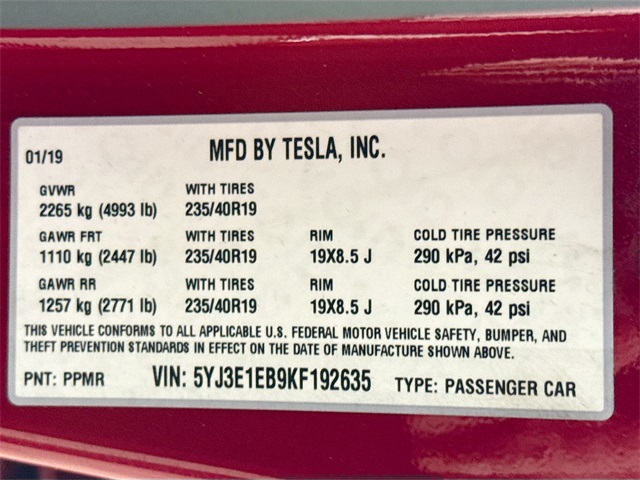 01/19 MFD BY TESLA, INC.
GVWR WITH TIRES
2265 kg (4993 lb) 235/40R19
GAWR FRT WITH TIRES RIM COLD TIRE PRESSURE
1110 kg (2447 lb) 235/40R19 19X8.5 J 290 kPa, 42 psi
GAWR RR WITH TIRES RIM COLD TIRE PRESSURE
1257 kg (2771 lb) 235/40R19 19X8.5 J 290 kPa, 42 psi
THIS VEHICLE CONFORMS TO ALL APPLICABLE U.S. FEDERAL MOTOR VEHICLE SAFETY, BUMPER, AND
THEFT PREVENTION STANDARDS IN EFFECT ON THE DATE OF MANUFACTURE SHOWN ABOVE.
PNT: PPMR VIN: 5YJ3E1EB9KF192635 TYPE: PASSENGER CAR